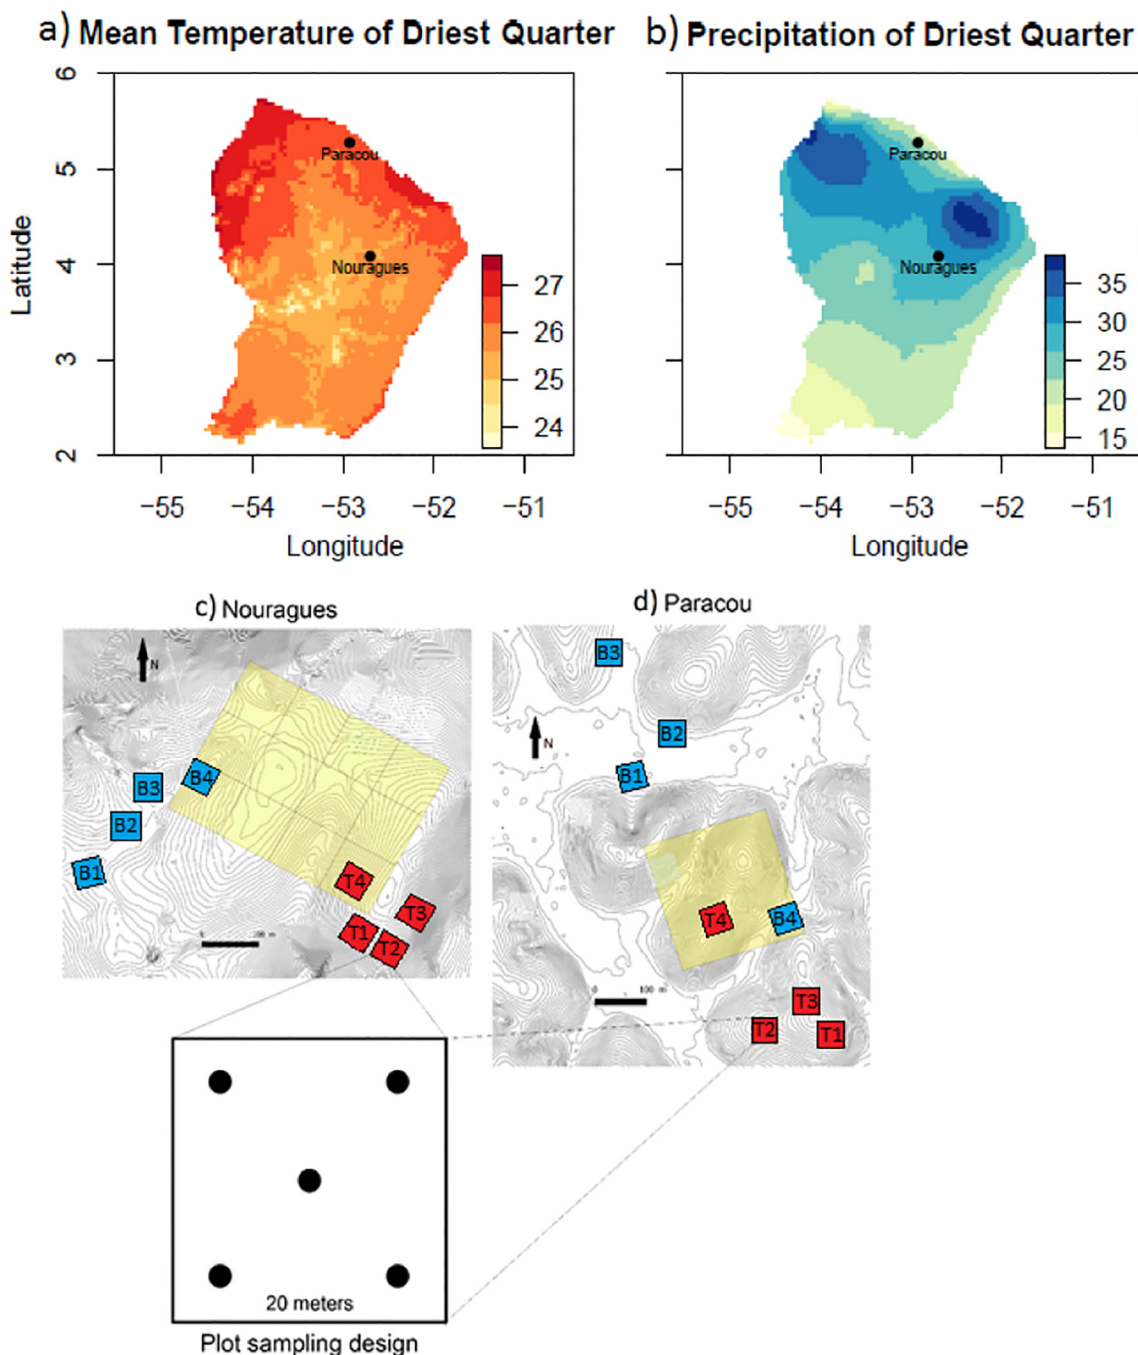 a) Mean Temperature of Driest Quarter
b) Precipitation of Driest Quarter
6
5
4
3
2
Latitude
Paracou
Nouragues
27
26
25
24
−55
−54
−53
−52
−51
Longitude
Paracou
Nouragues
35
30
25
20
15
−55
−54
−53
−52
−51
Longitude
c) Nouragues
N
B4
B3
B2
B1
T4
T3
T1
T2
d) Paracou
B3
B2
N
B1
T4
B4
0 100 m
T3
T2
T1
20 meters
Plot sampling design